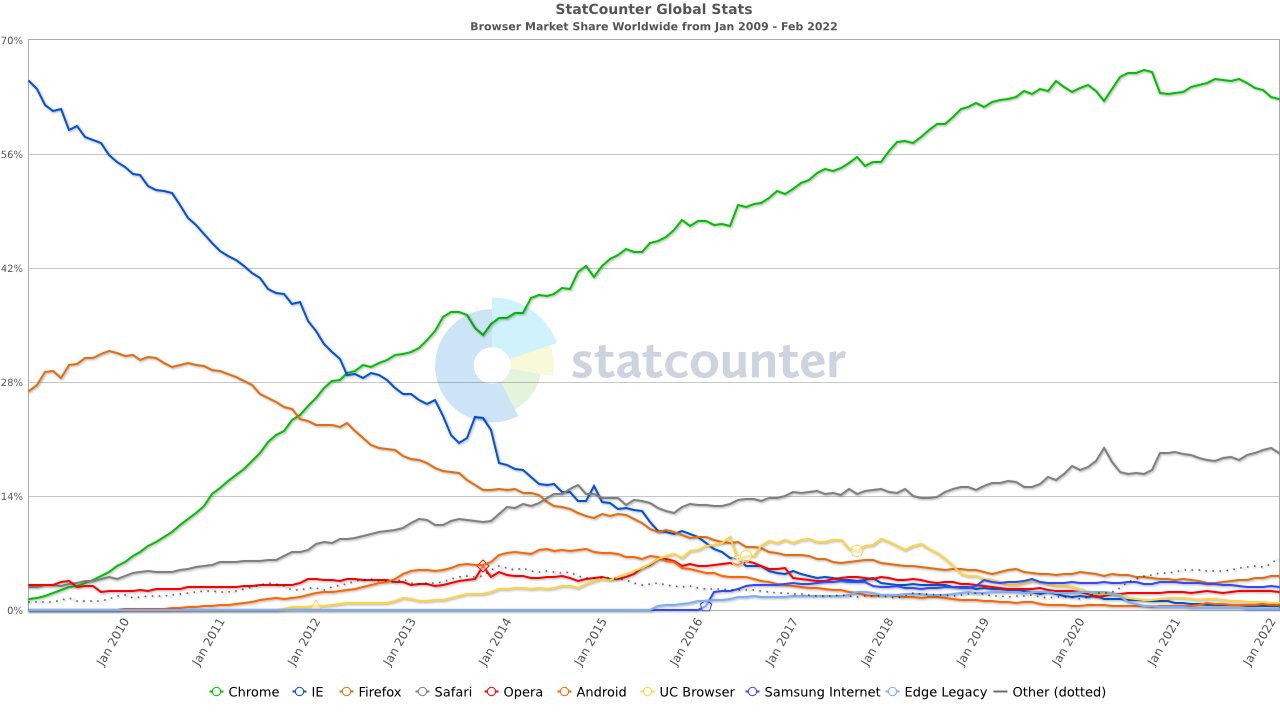 StatCounter Global Stats
Browser Market Share Worldwide from Jan 2009 - Feb 2022
70%
56%
42%
28%
14%
0%
statcounter
Jan 2010
Jan 2011
Jan 2012
Jan 2013
Jan 2014
Jan 2015
Jan 2016
Jan 2017
Jan 2018
Jan 2019
Jan 2020
Jan 2021
Jan 2022
Chrome IE Firefox Safari Opera Android UC Browser Samsung Internet Edge Legacy Other (dotted)